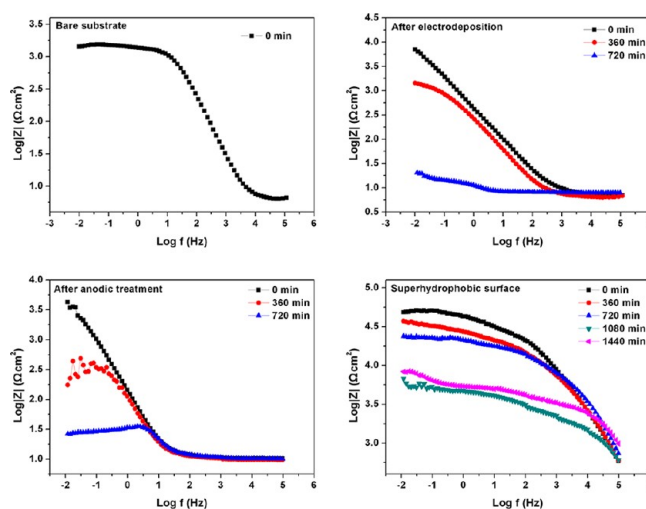 Bare substrate
0 min
Log|Z| (Ωcm²)
3.5
3.0
2.5
2.0
1.5
1.0
-3 -2 -1 0 1 2 3 4 5 6
Log f (Hz)
After electrodeposition
0 min
360 min
720 min
Log|Z| (Ωcm²)
4.5
4.0
3.5
3.0
2.5
2.0
1.5
1.0
0.5
-3 -2 -1 0 1 2 3 4 5 6
Log f (Hz)
After anodic treatment
0 min
360 min
720 min
Log|Z| (Ωcm²)
4.0
3.5
3.0
2.5
2.0
1.5
1.0
-2 -1 0 1 2 3 4 5 6
Log f (Hz)
Superhydrophobic surface
0 min
360 min
720 min
1080 min
1440 min
Log|Z| (Ωcm²)
5.0
4.5
4.0
3.5
3.0
-3 -2 -1 0 1 2 3 4 5 6
Log f (Hz)